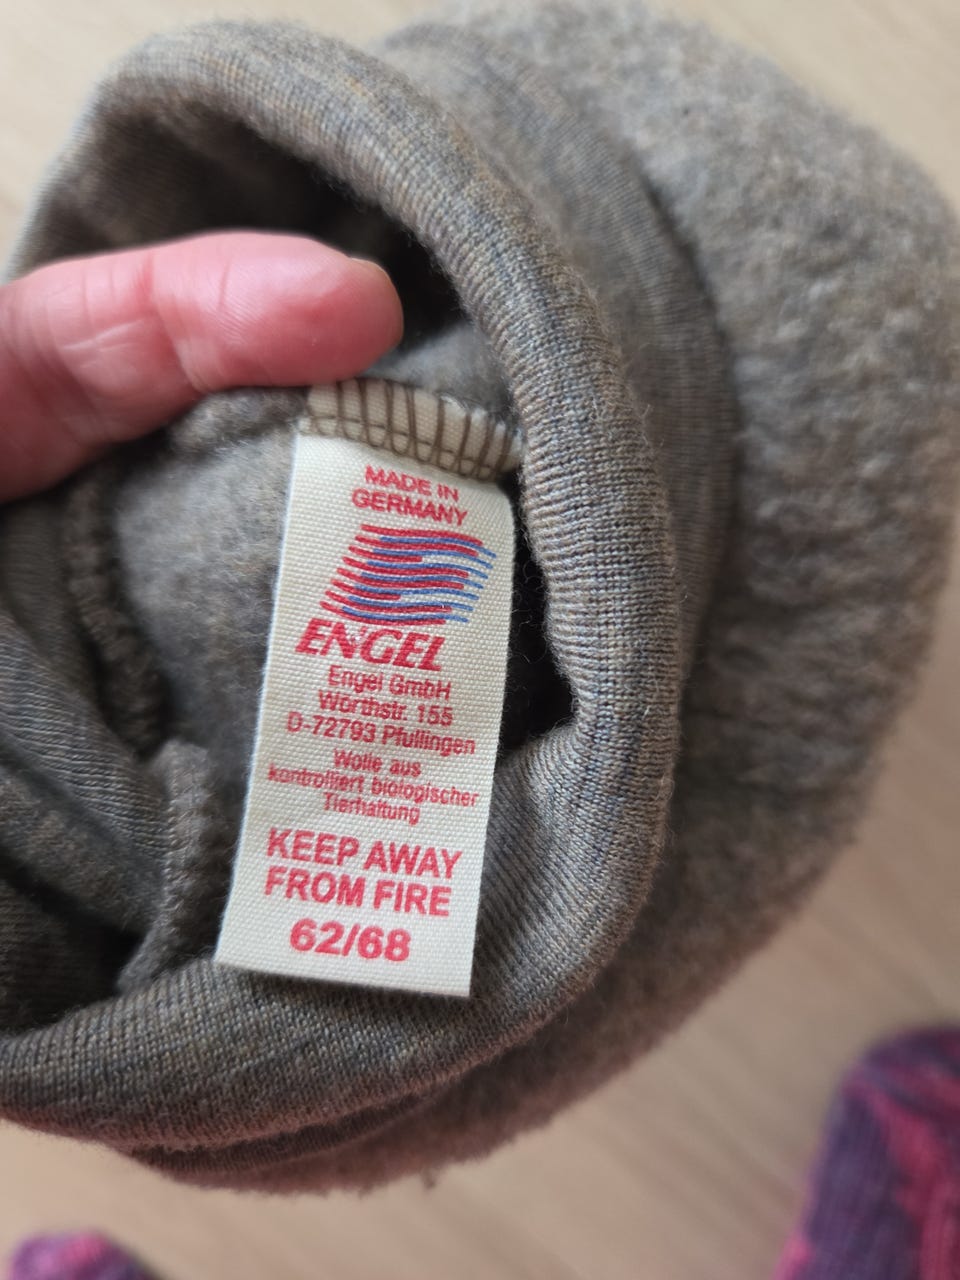 MADE IN
GERMANY
ENGEL
Engel GmbH
Wörthstr. 155
D-72793 Pfullingen
Wolle aus
kontrolliert biologischer
Tierhaltung
KEEP AWAY
FROM FIRE
62/68